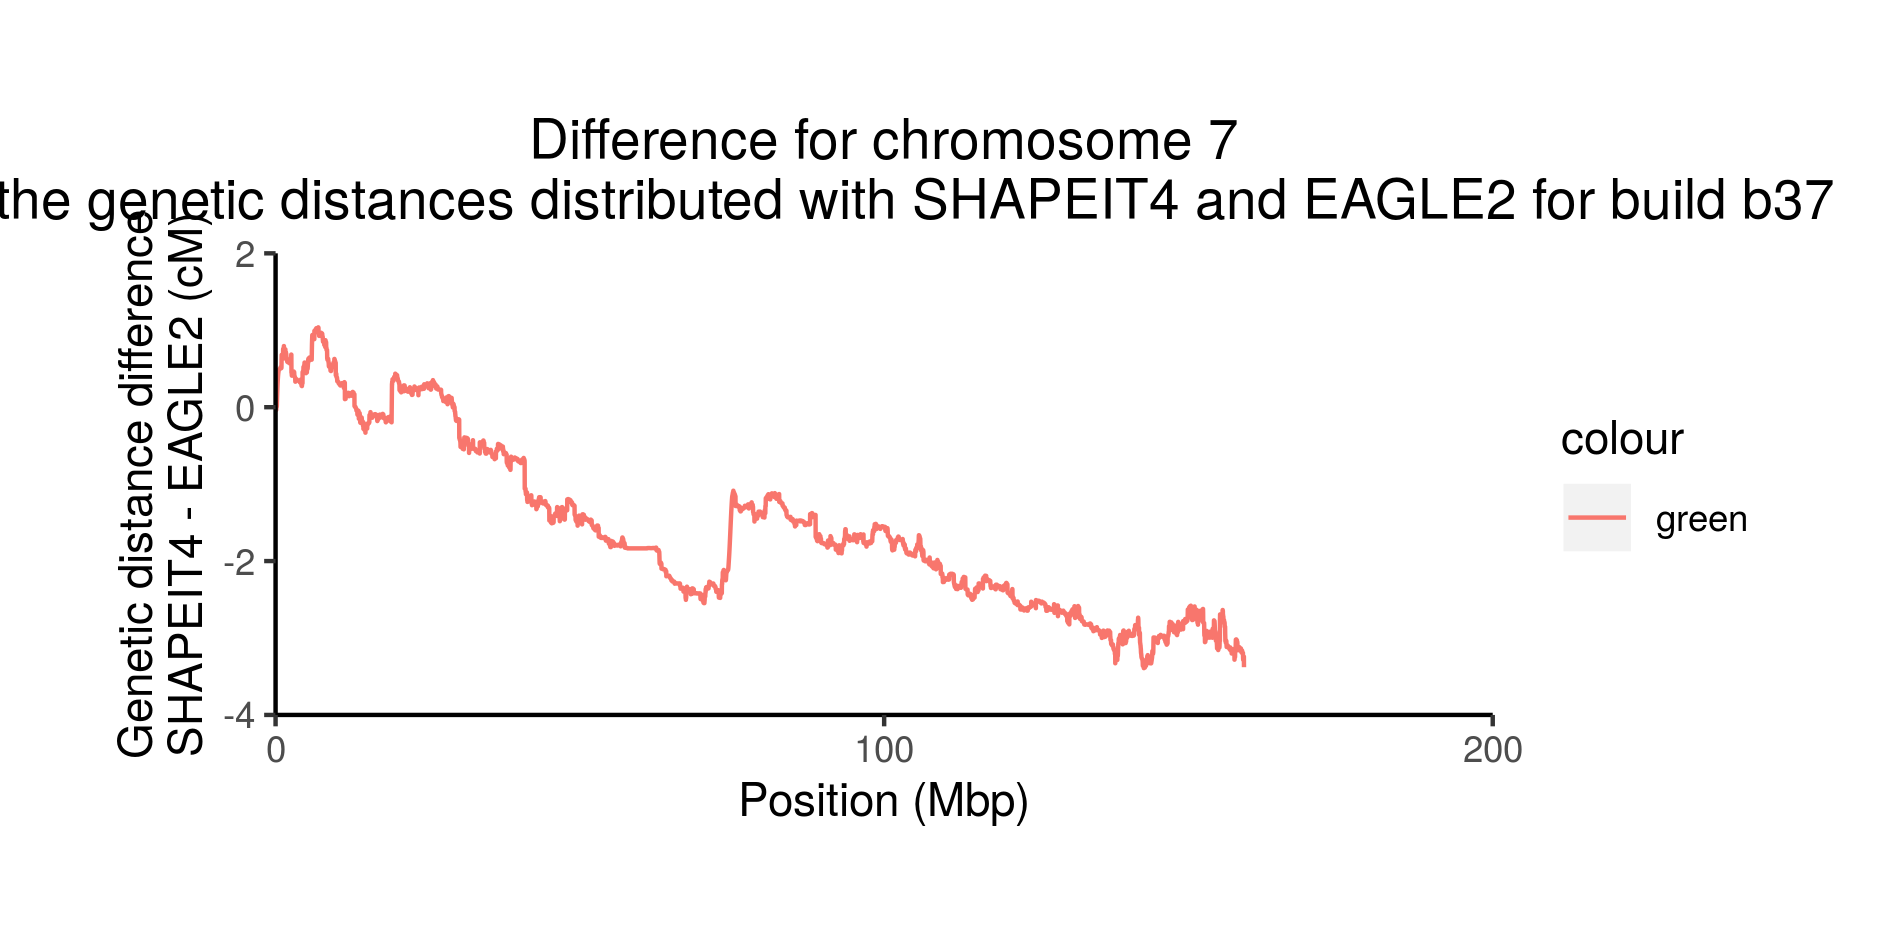 Difference for chromosome 7
the genetic distances distributed with SHAPEIT4 and EAGLE2 for build b37
Genetic distance difference
SHAPEIT4 - EAGLE2 (cM)
2
0
-2
-4
0
100
200
Position (Mbp)
colour
green